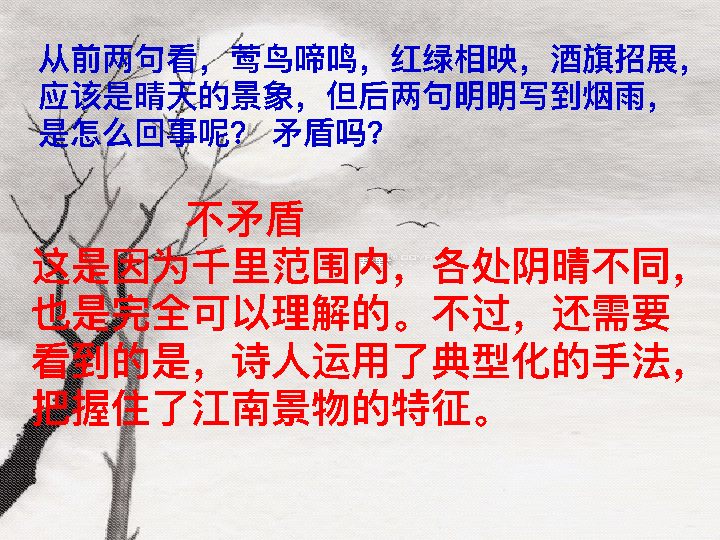 从前两句看，莺鸟啼鸣，红绿相映，酒旗招展，
应该是晴天的景象，但后两句明明写到烟雨，
是怎么回事呢？ 矛盾吗？
不矛盾
这是因为千里范围内，各处阴晴不同，
也是完全可以理解的。不过，还需要
看到的是，诗人运用了典型化的手法，
把握住了江南景物的特征。